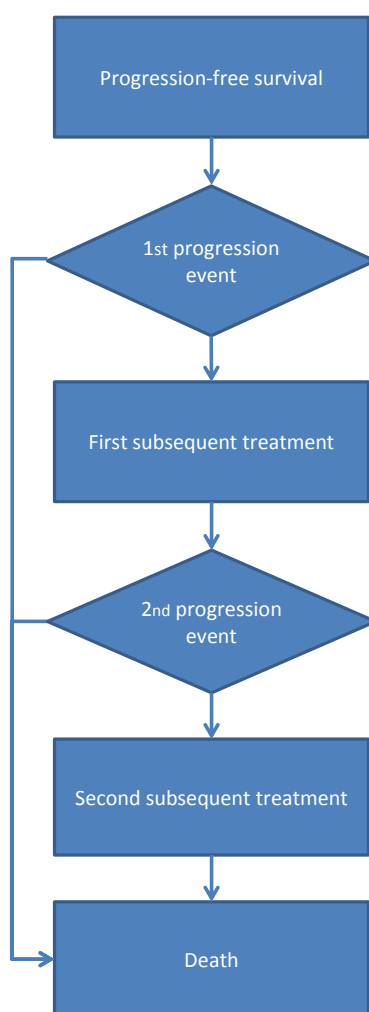 Progression-free survival
1st progression
event
First subsequent treatment
2nd progression
event
Second subsequent treatment
Death